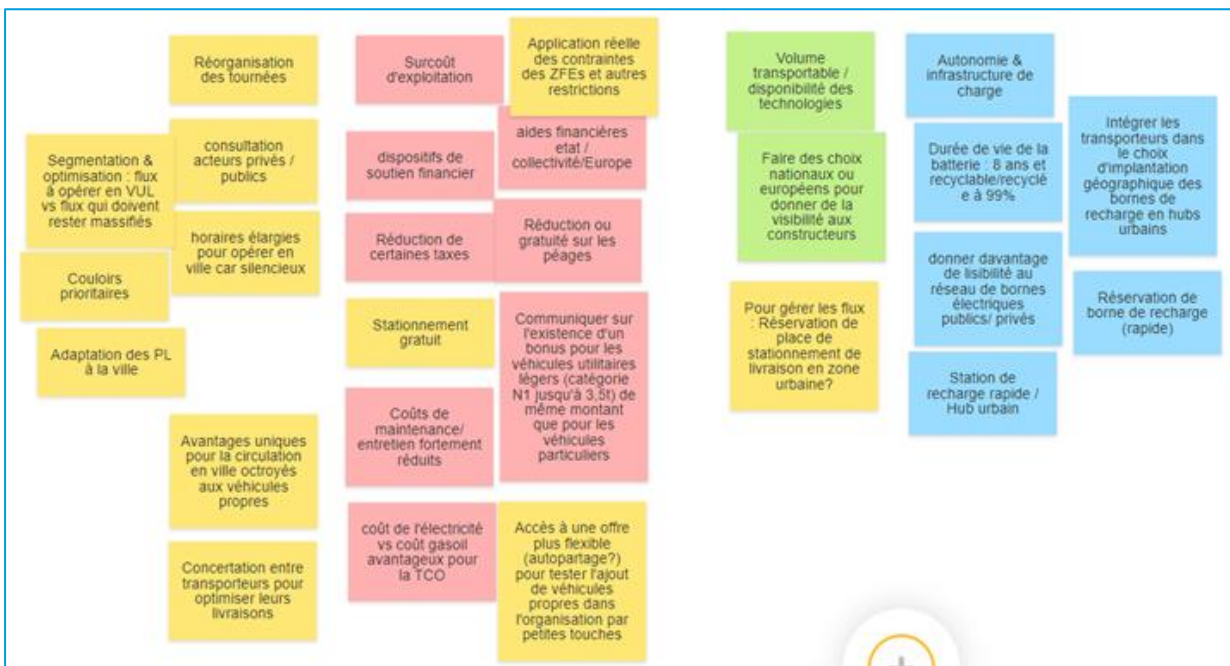 Réorganisation
des tournées
Segmentation &
optimisation : flux
à opérer en VUL
vs flux qui doivent
rester massifiés
consultation
acteurs privés /
publics
horaires élargies
pour opérer en
ville car silencieux
Couloirs
prioritaires
Adaptation des PL
à la ville
Avantages uniques
pour la circulation
en ville octroyés
aux véhicules
propres
Concertation entre
transporteurs pour
optimiser leurs
livraisons
Surcoût
d'exploitation
dispositifs de
soutien financier
Réduction de
certaines taxes
Stationnement
gratuit
Coûts de
maintenance/
entretien fortement
réduits
coût de l'électricité
vs coût gasoil
avantageux pour
la TCO
Application réelle
des contraintes
des ZFEs et autres
restrictions
aides financières
etat /
collectivité/Europe
Réduction ou
gratuité sur les
péages
Communiquer sur
l'existence d'un
bonus pour les
véhicules utilitaires
légers (catégorie
N1 jusqu'à 3,5t) de
même montant
que pour les
véhicules
particuliers
Accès à une offre
plus flexible
(autopartage?)
pour tester l'ajout
de véhicules
propres dans
l'organisation par
petites touches
Volume
transportable /
disponibilité des
technologies
Faire des choix
nationaux ou
européens pour
donner de la
visibilité aux
constructeurs
Pour gérer les flux
: Réservation de
place de
stationnement de
livraison en zone
urbaine?
Autonomie &
infrastructure de
charge
Durée de vie de la
batterie : 8 ans et
recyclable/recyclé
e à 99%
donner davantage
de lisibilité au
réseau de bornes
électriques
publics/ privés
Station de
recharge rapide /
Hub urbain
Intégrer les
transporteurs dans
le choix
d'implantation
géographique des
bornes de
recharge en hubs
urbains
Réservation de
borne de recharge
(rapide)